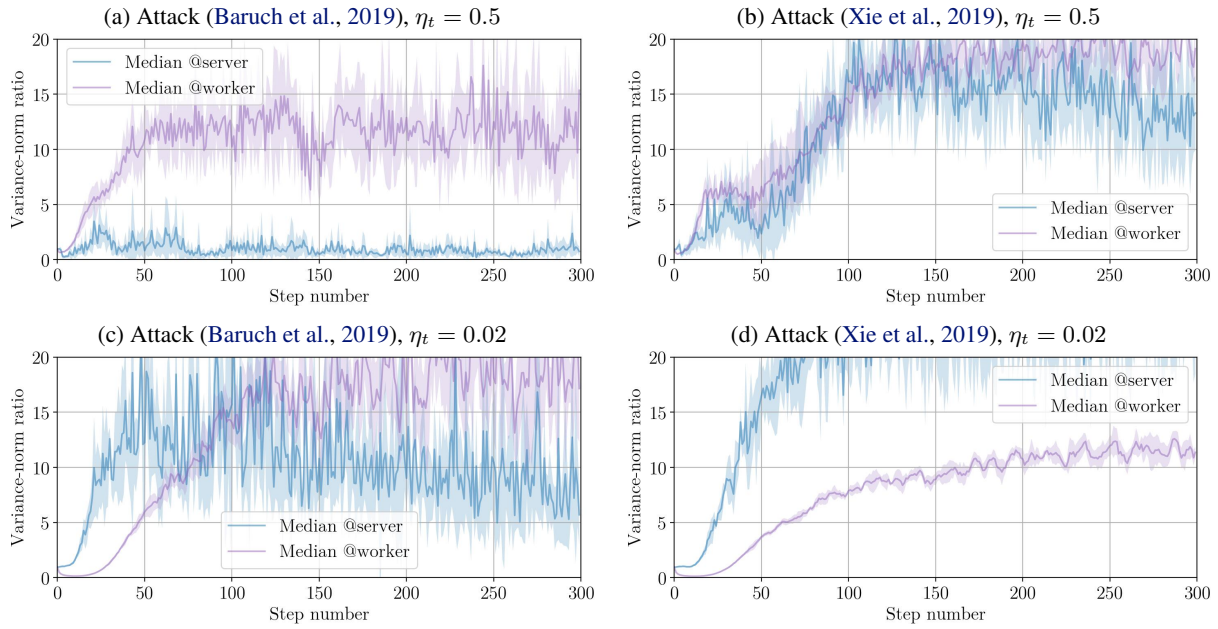 (a) Attack (Baruch et al., 2019), ηt = 0.5
20
15
10
5
0
Variance-norm ratio
Median @server
Median @worker
0 50 100 150 200 250 300
Step number
(b) Attack (Xie et al., 2019), ηt = 0.5
20
15
10
5
0
Variance-norm ratio
Median @server
Median @worker
0 50 100 150 200 250 300
Step number
(c) Attack (Baruch et al., 2019), ηt = 0.02
20
15
10
5
0
Variance-norm ratio
Median @server
Median @worker
0 50 100 150 200 250 300
Step number
(d) Attack (Xie et al., 2019), ηt = 0.02
20
15
10
5
0
Variance-norm ratio
Median @server
Median @worker
0 50 100 150 200 250 300
Step number